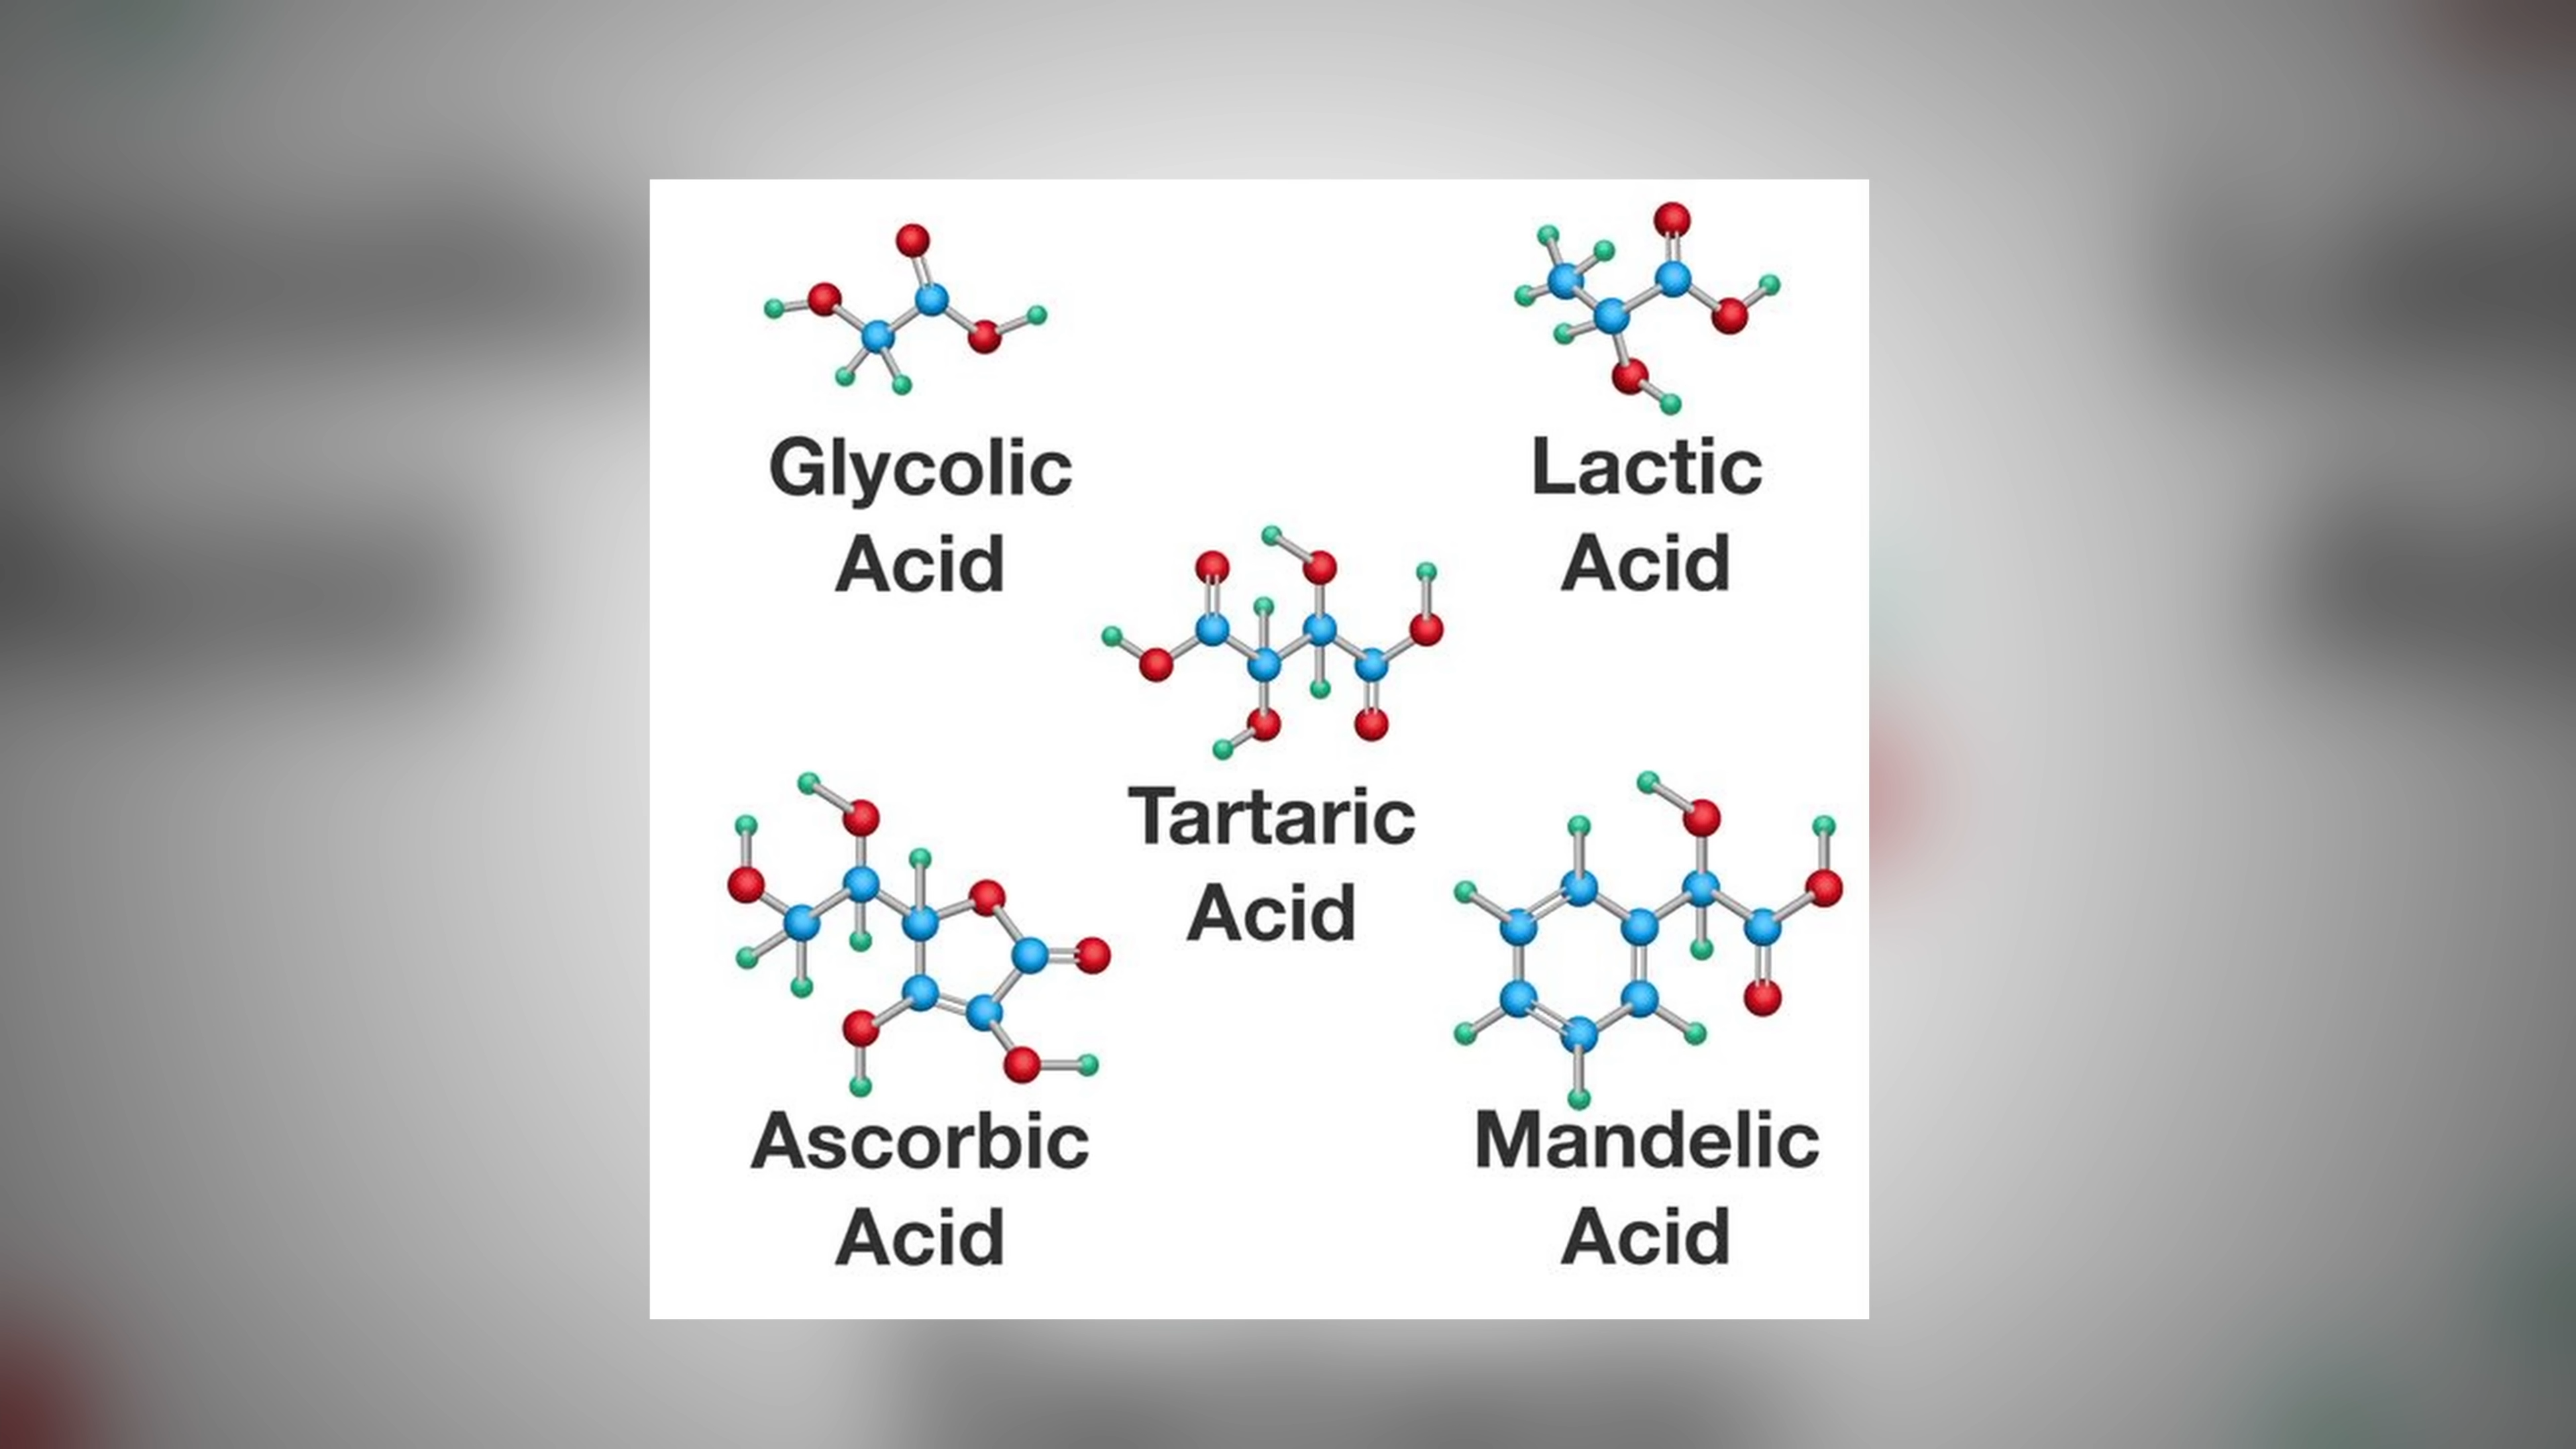 Glycolic
Acid
Lactic
Acid
Tartaric
Acid
Ascorbic
Acid
Mandelic
Acid